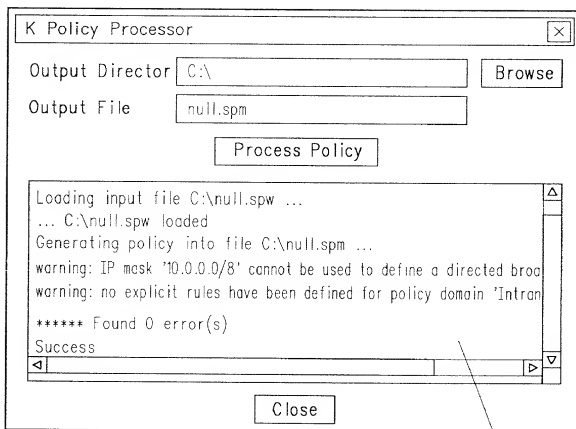 K Policy Processor
Output Director C:\ Browse
Output File null.spm
Process Policy
Loading input file C:\null.spw ...
... C:\null.spw loaded
Generating policy into file C:\null.spm ...
warning: IP mask '10.0.0.0/8' cannot be used to define a directed broa
warning: no explicit rules have been defined for policy domain 'Intran
****** Found 0 error(s)
Success
Close